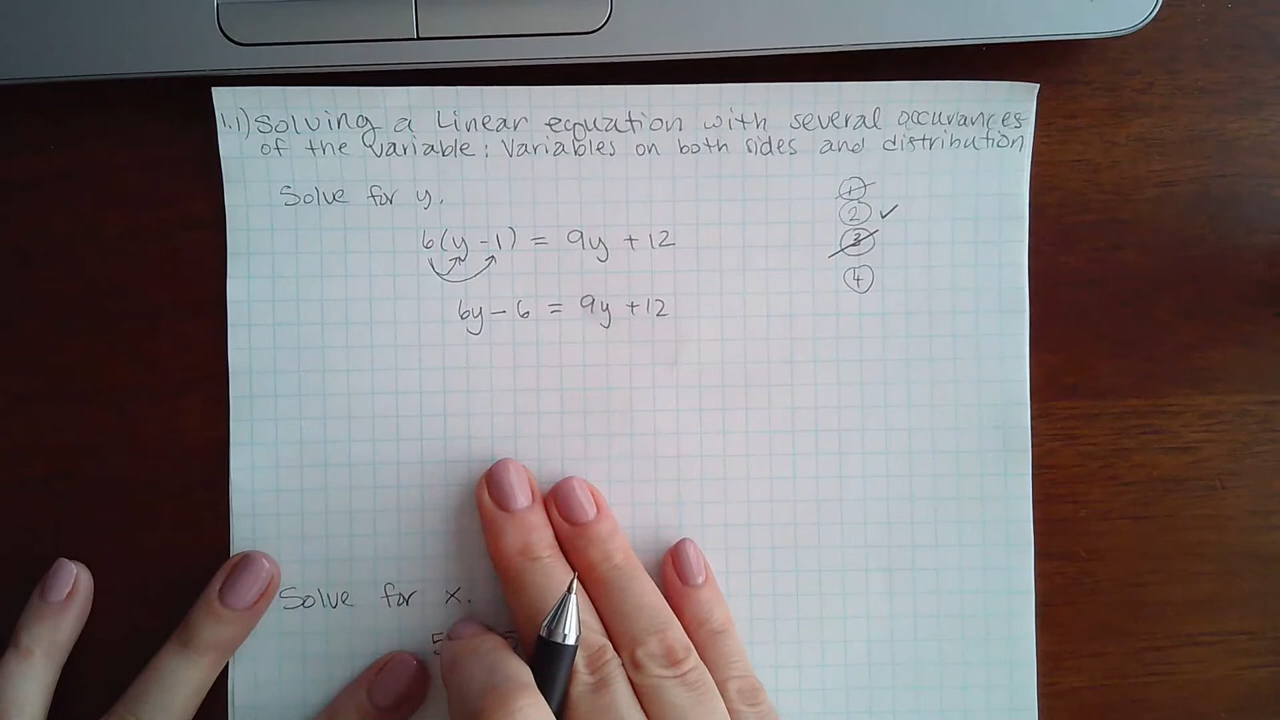 1.1) Solving a Linear equation with several occurances
of the variable: Variables on both sides and distribution
Solve for y.
①
②✓
6(y-1) = 9y+12
③
④
6y-6 = 9y+12
Solve for x.
5